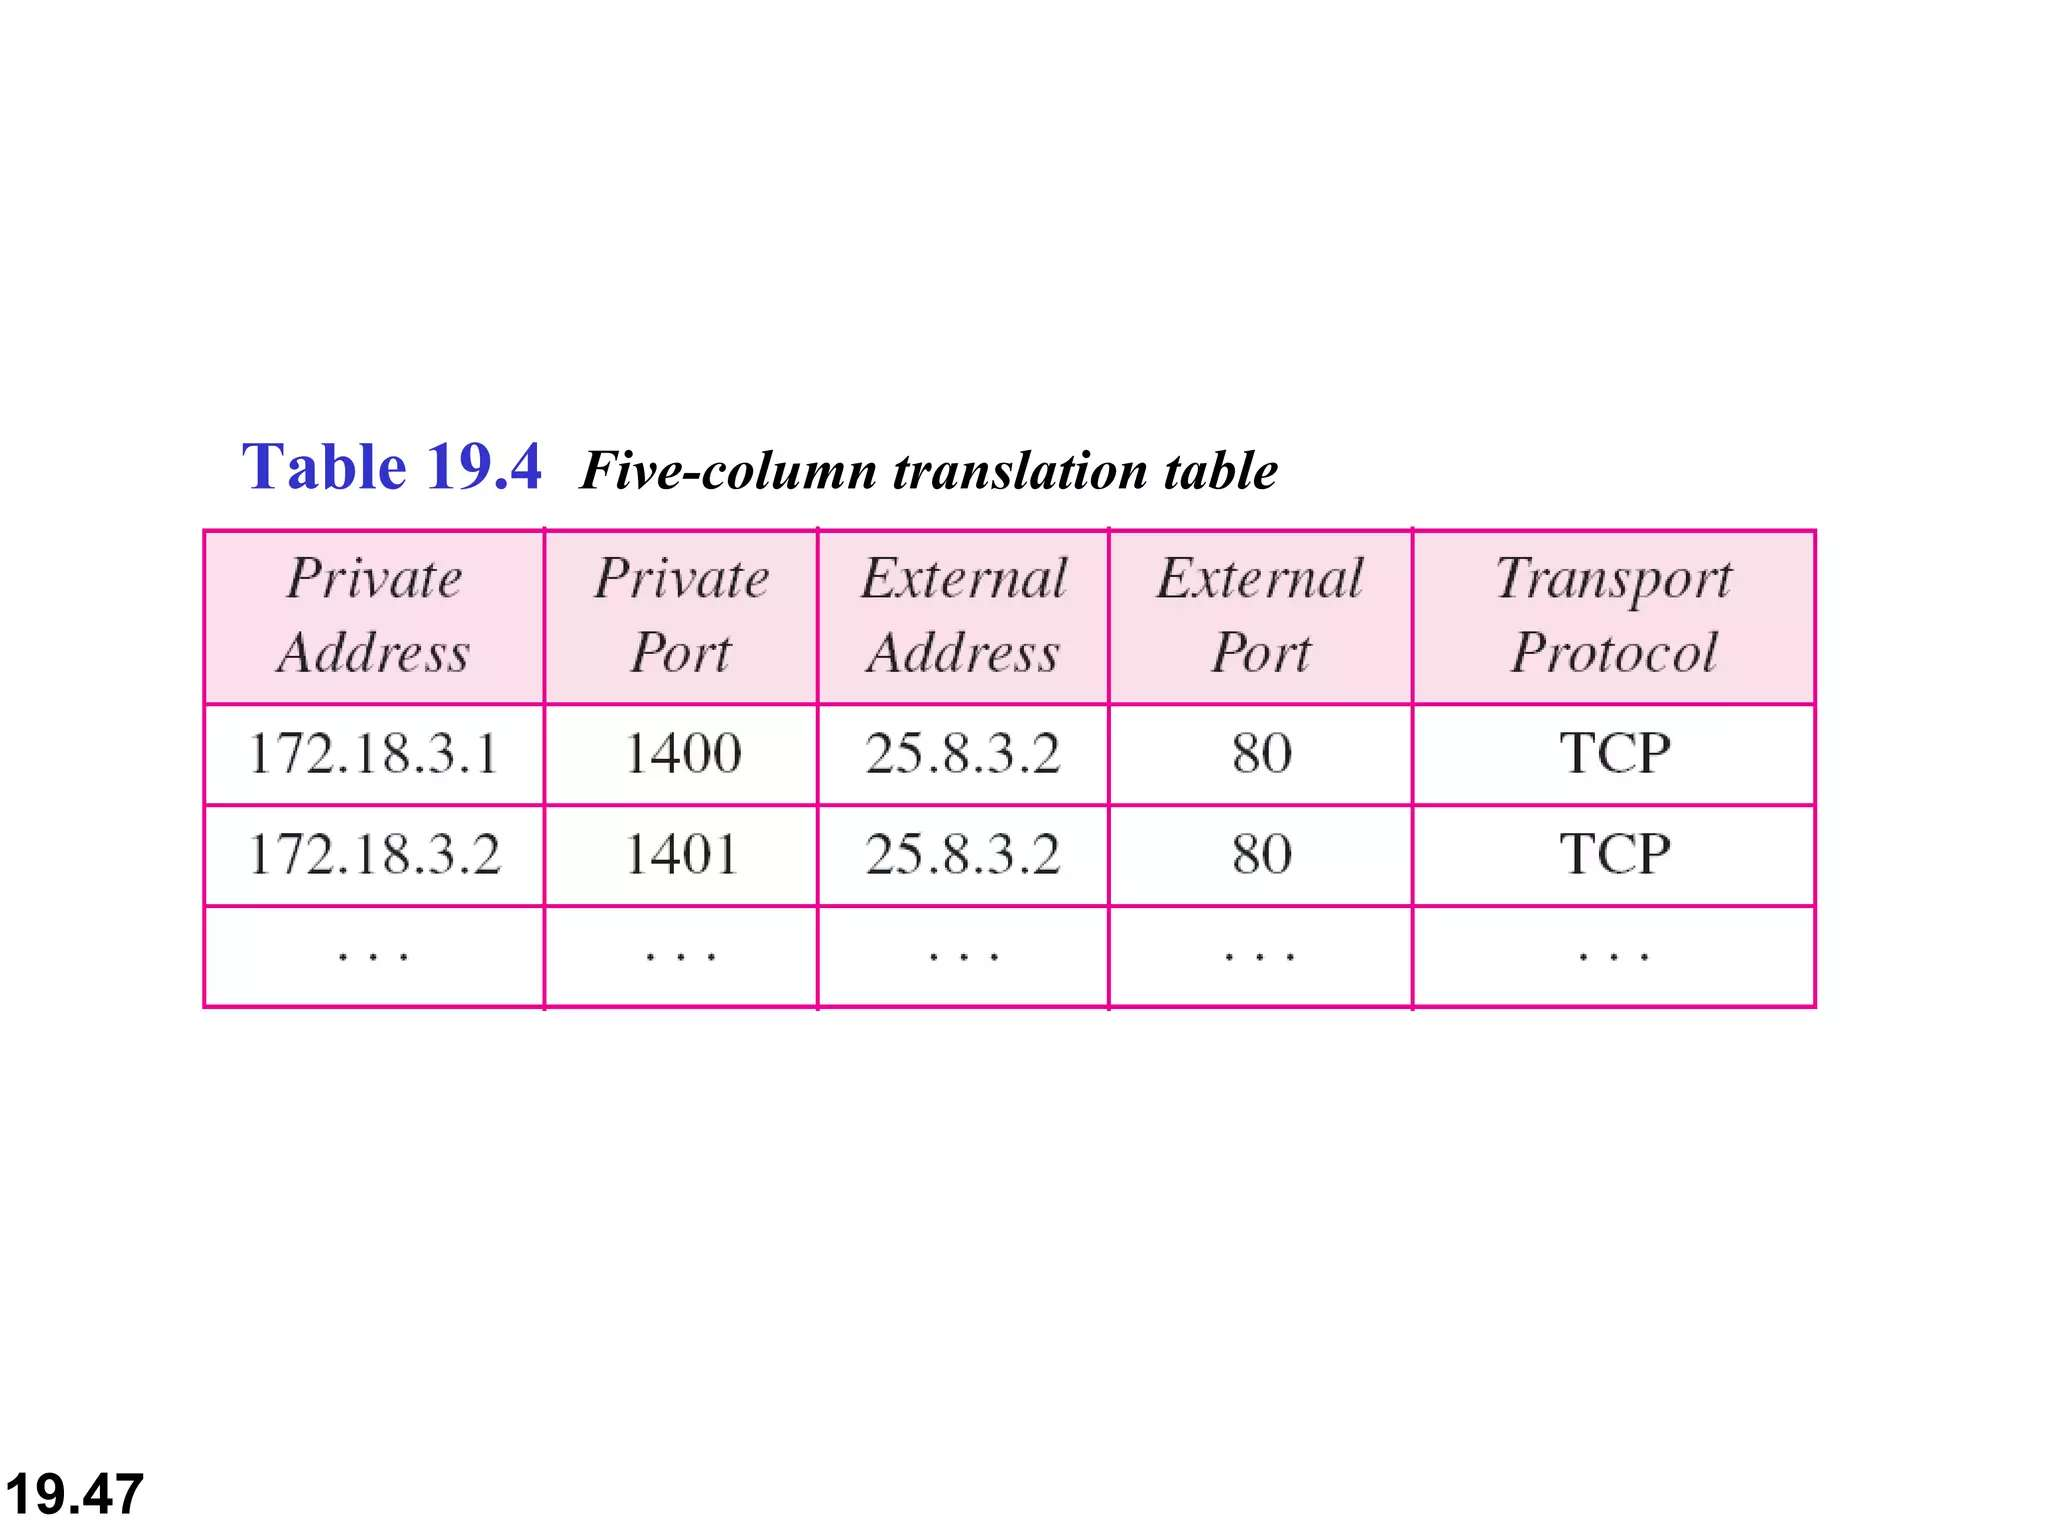 Table 19.4 Five-column translation table
Private Address Private Port External Address External Port Transport Protocol
172.18.3.1 1400 25.8.3.2 80 TCP
172.18.3.2 1401 25.8.3.2 80 TCP
. . . . . . . . . . . . . . .
19.47